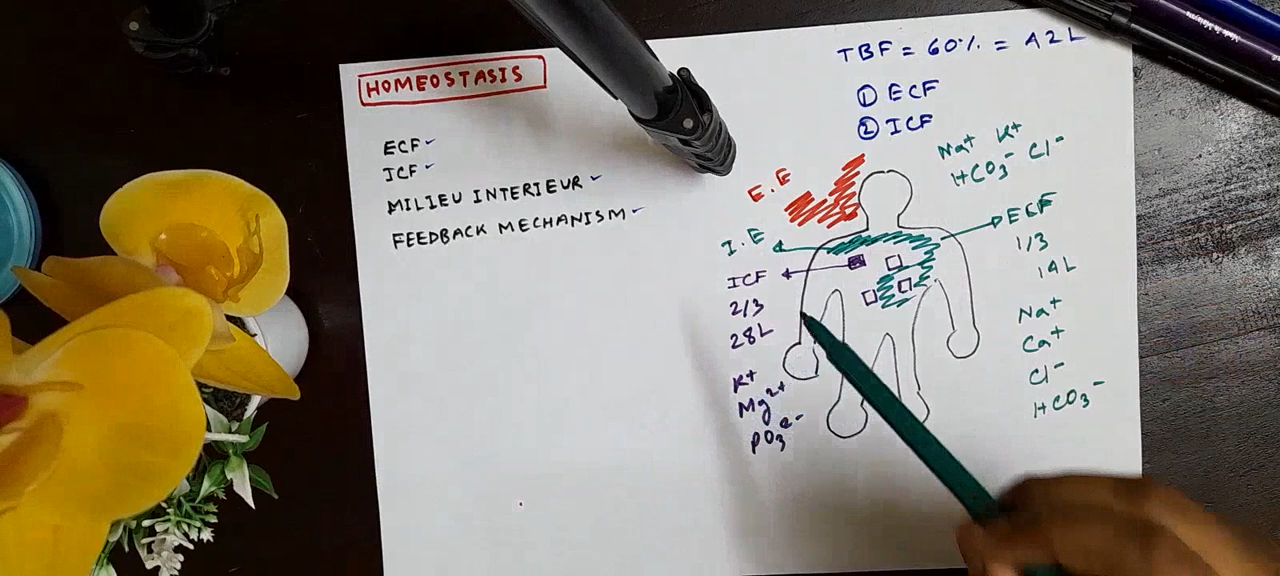 HOMEOSTASIS
ECF ✓
ICF ✓
MILIEU INTERIEUR ✓
FEEDBACK MECHANISM ✓
TBF = 60% = 42L
① ECF
② ICF
Na⁺ K⁺
HCO₃⁻ Cl⁻
E.E
I.E
ICF
2/3
28L
K⁺
Mg²⁺
ECF
1/3
14L
Na⁺
Ca⁺
Cl⁻
HCO₃⁻